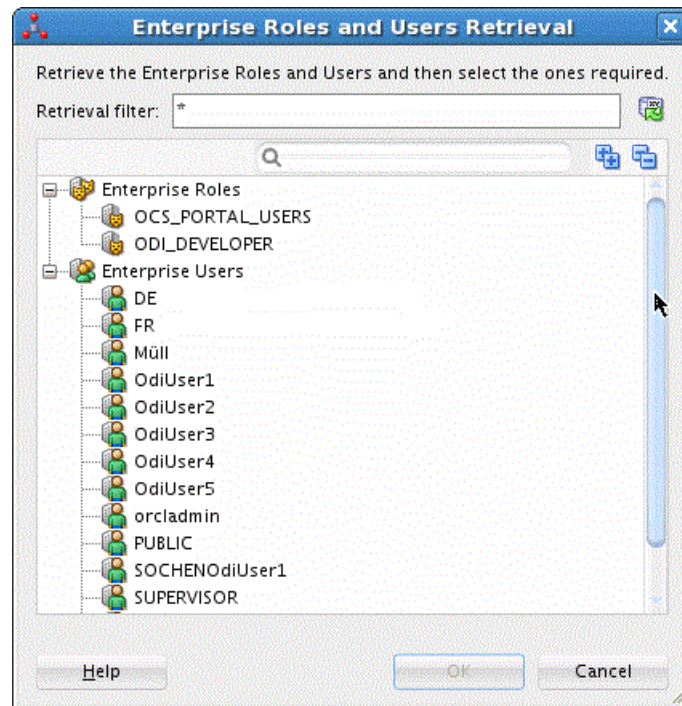 Enterprise Roles and Users Retrieval
Retrieve the Enterprise Roles and Users and then select the ones required.
Retrieval filter: *
Enterprise Roles
OCS_PORTAL_USERS
ODI_DEVELOPER
Enterprise Users
DE
FR
Müll
OdiUser1
OdiUser2
OdiUser3
OdiUser4
OdiUser5
orcladmin
PUBLIC
SOCHENOdiUser1
SUPERVISOR
Help OK Cancel